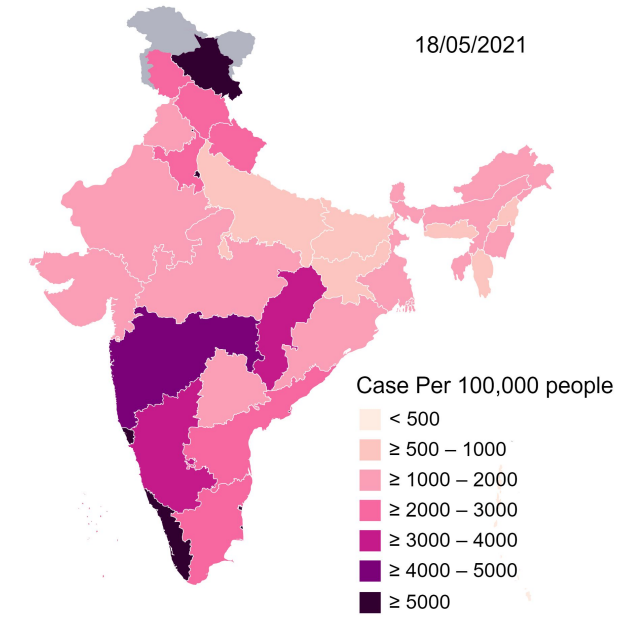 18/05/2021
Case Per 100,000 people
< 500
≥ 500 – 1000
≥ 1000 – 2000
≥ 2000 – 3000
≥ 3000 – 4000
≥ 4000 – 5000
≥ 5000